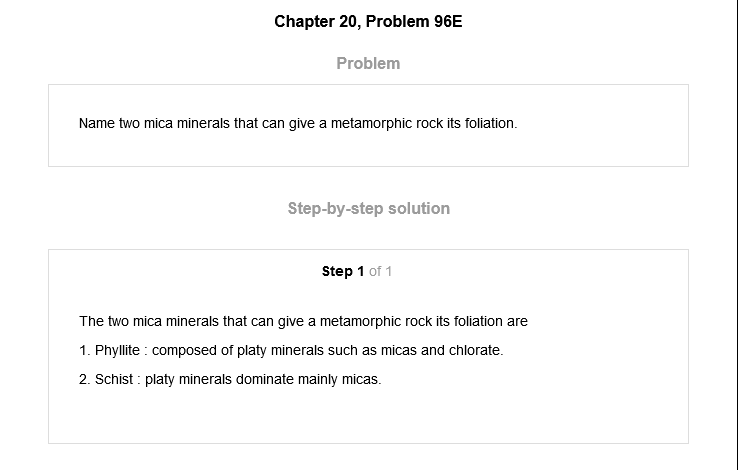 Chapter 20, Problem 96E
Problem
Name two mica minerals that can give a metamorphic rock its foliation.
Step-by-step solution
Step 1 of 1
The two mica minerals that can give a metamorphic rock its foliation are
1. Phyllite : composed of platy minerals such as micas and chlorate.
2. Schist : platy minerals dominate mainly micas.